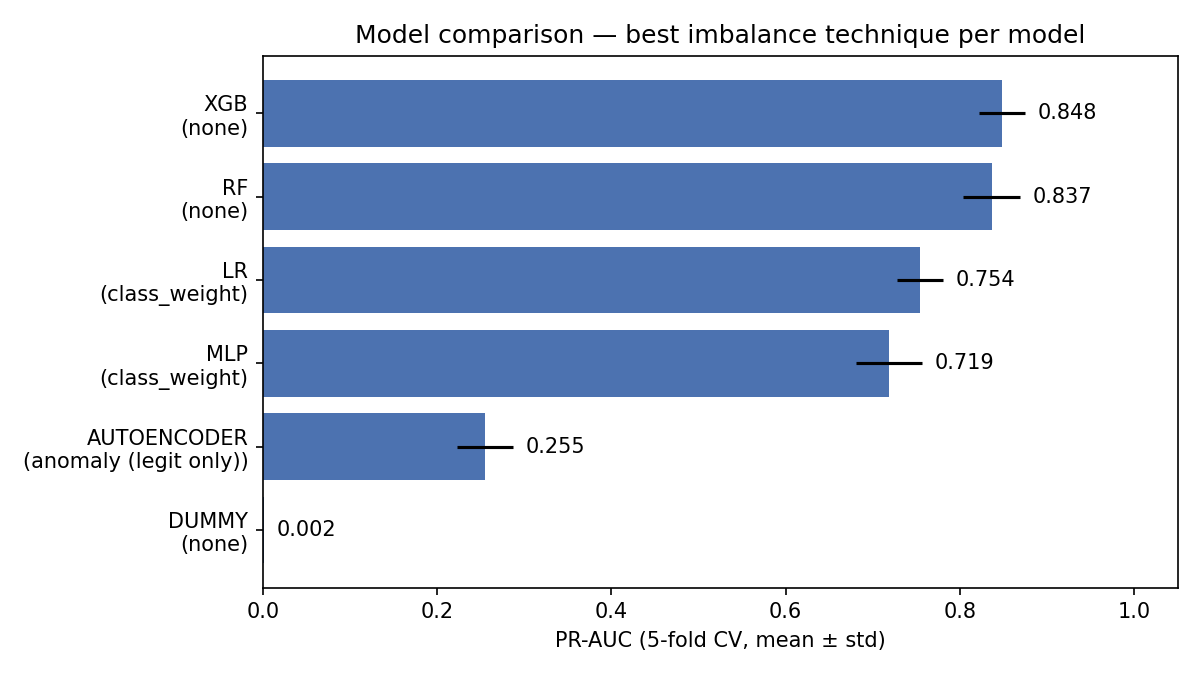 Model comparison — best imbalance technique per model
XGB
(none)
0.848
RF
(none)
0.837
LR
(class_weight)
0.754
MLP
(class_weight)
0.719
AUTOENCODER
(anomaly (legit only))
0.255
DUMMY
(none)
0.002
0.0 0.2 0.4 0.6 0.8 1.0
PR-AUC (5-fold CV, mean ± std)